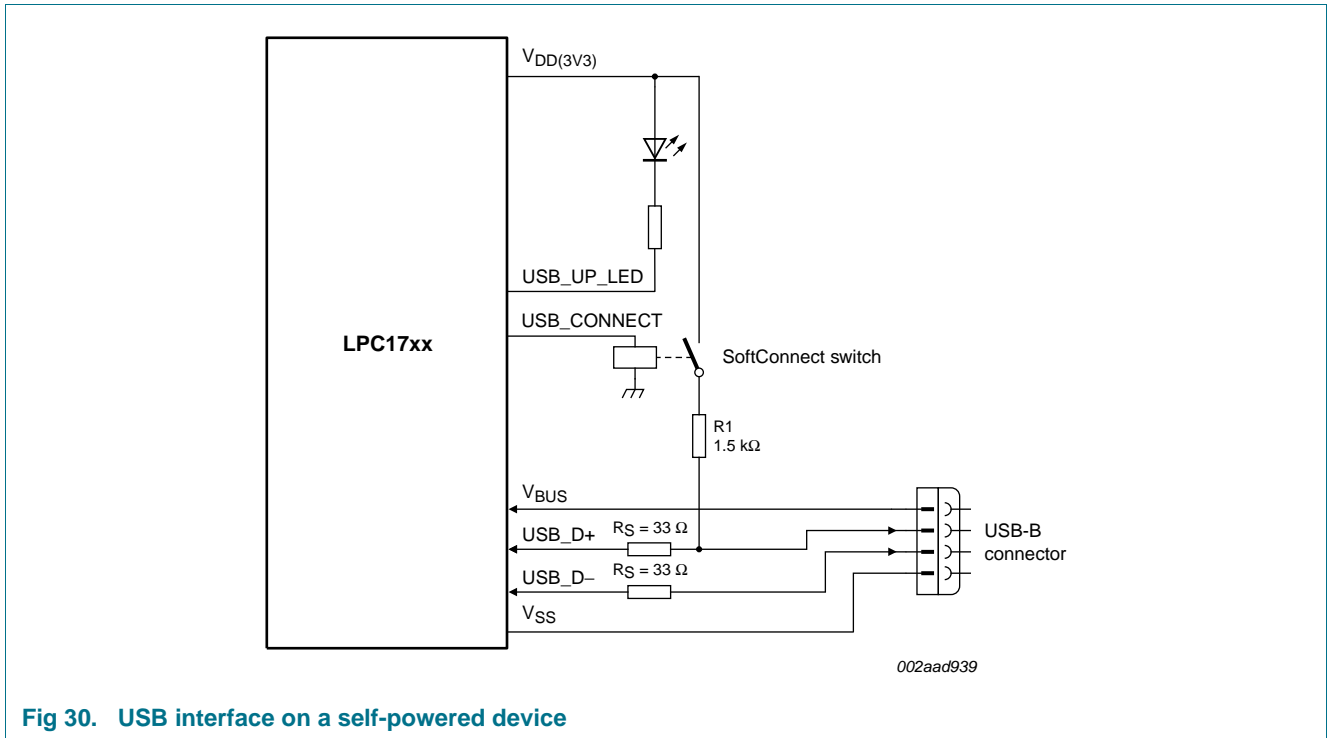 VDD(3V3)
USB_UP_LED
USB_CONNECT
LPC17xx
SoftConnect switch
R1
1.5 kΩ
VBUS
USB_D+
RS = 33 Ω
USB-B
connector
USB_D−
RS = 33 Ω
VSS
002aad939
Fig 30. USB interface on a self-powered device